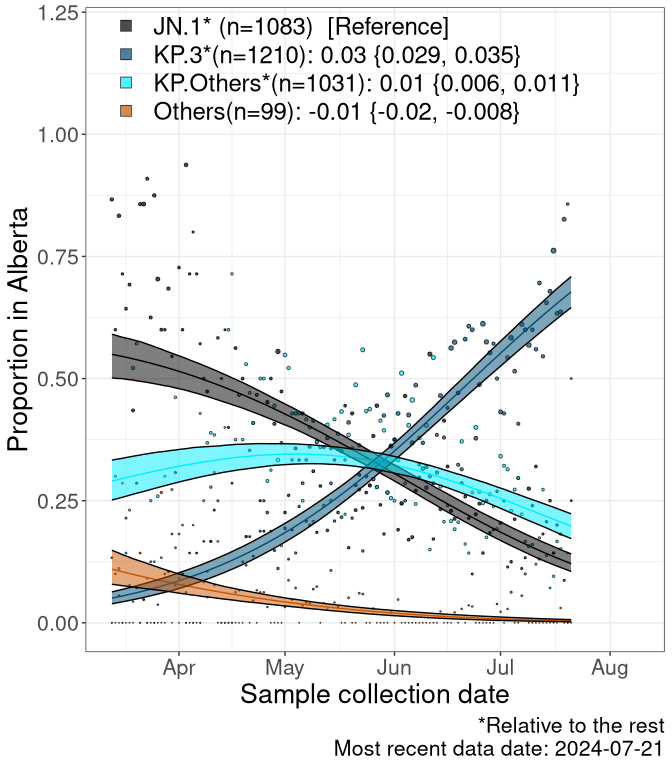 1.25
JN.1* (n=1083) [Reference]
KP.3*(n=1210): 0.03 {0.029, 0.035}
KP.Others*(n=1031): 0.01 {0.006, 0.011}
Others(n=99): -0.01 {-0.02, -0.008}
1.00
0.75
0.50
0.25
0.00
Proportion in Alberta
Apr May Jun Jul Aug
Sample collection date
*Relative to the rest
Most recent data date: 2024-07-21